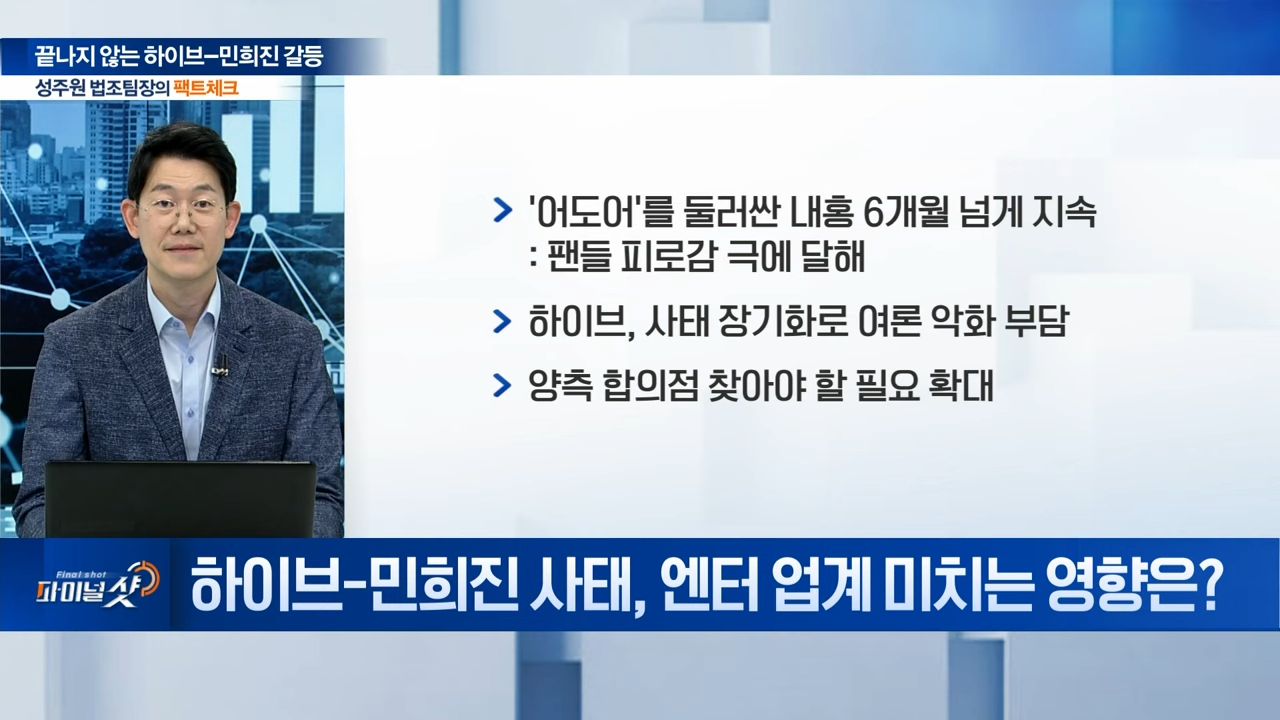 끝나지 않는 하이브-민희진 갈등
성주원 법조팀장의 팩트체크
'어도어'를 둘러싼 내홍 6개월 넘게 지속
: 팬들 피로감 극에 달해
하이브, 사태 장기화로 여론 악화 부담
양측 합의점 찾아야 할 필요 확대
Final shot
파이널샷
하이브-민희진 사태, 엔터 업계 미치는 영향은?